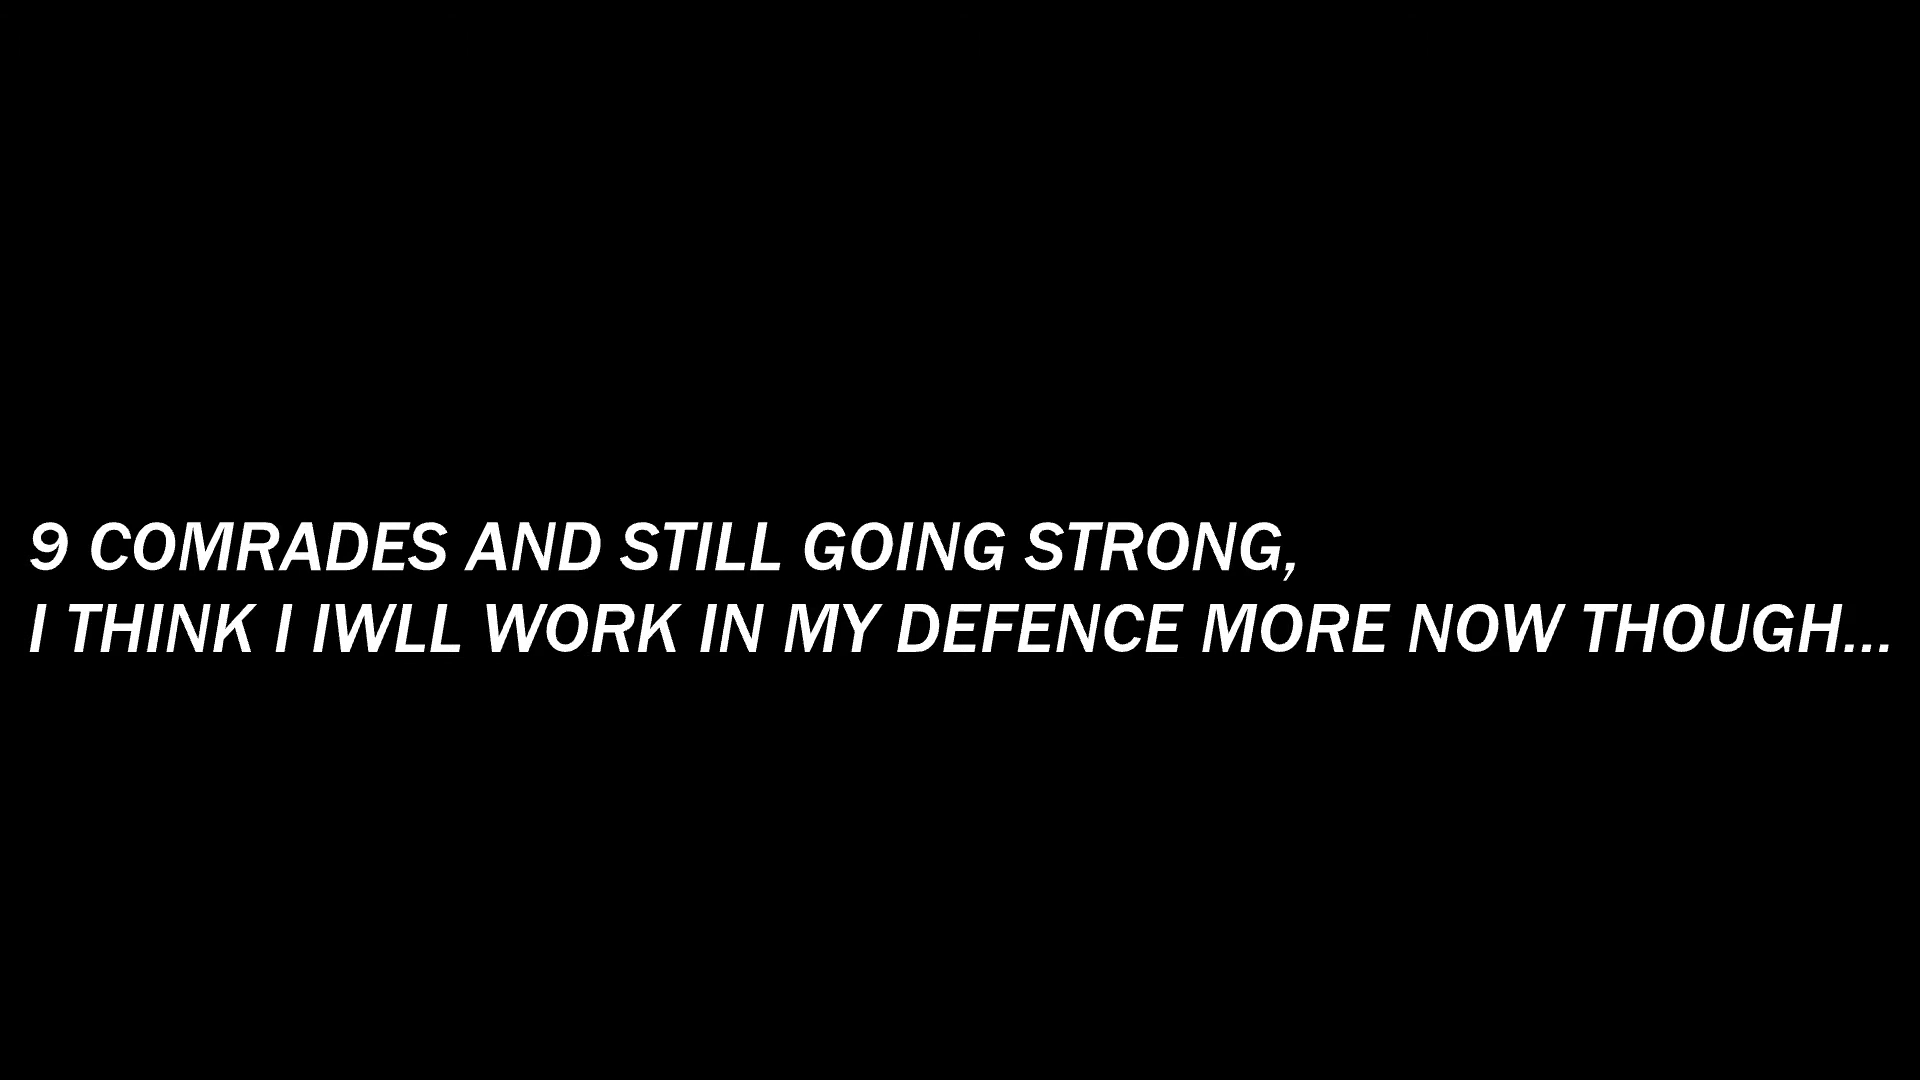 9 COMRADES AND STILL GOING STRONG,
I THINK I IWLL WORK IN MY DEFENCE MORE NOW THOUGH...